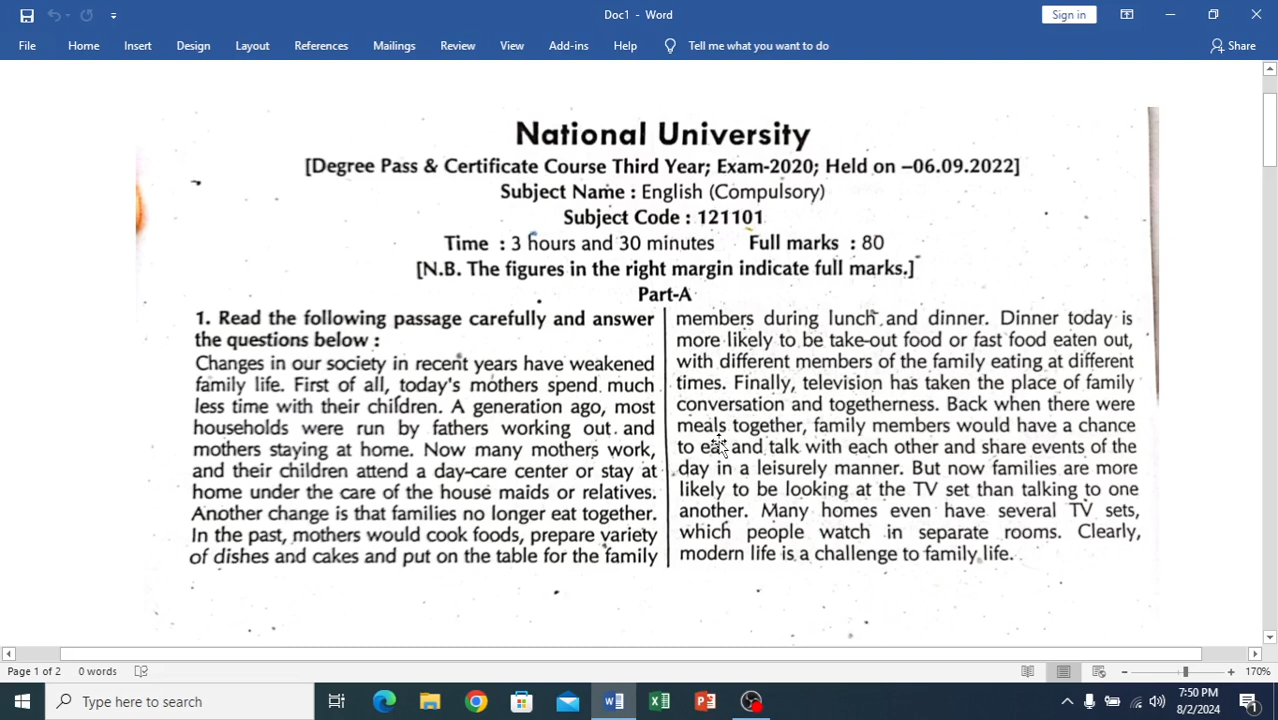 Doc1 - Word
Sign in
File Home Insert Design Layout References Mailings Review View Add-ins Help Tell me what you want to do Share
National University
[Degree Pass & Certificate Course Third Year; Exam-2020; Held on –06.09.2022]
Subject Name : English (Compulsory)
Subject Code : 121101
Time : 3 hours and 30 minutes Full marks : 80
[N.B. The figures in the right margin indicate full marks.]
Part-A
1. Read the following passage carefully and answer
the questions below :
Changes in our society in recent years have weakened
family life. First of all, today's mothers spend much
less time with their children. A generation ago, most
households were run by fathers working out and
mothers staying at home. Now many mothers work,
and their children attend a day-care center or stay at
home under the care of the house maids or relatives.
Another change is that families no longer eat together.
In the past, mothers would cook foods, prepare variety
of dishes and cakes and put on the table for the family
members during lunch and dinner. Dinner today is
more likely to be take-out food or fast food eaten out,
with different members of the family eating at different
times. Finally, television has taken the place of family
conversation and togetherness. Back when there were
meals together, family members would have a chance
to eat and talk with each other and share events of the
day in a leisurely manner. But now families are more
likely to be looking at the TV set than talking to one
another. Many homes even have several TV sets,
which people watch in separate rooms. Clearly,
modern life is a challenge to family life.
Page 1 of 2 0 words 170%
Type here to search
7:50 PM
8/2/2024
1